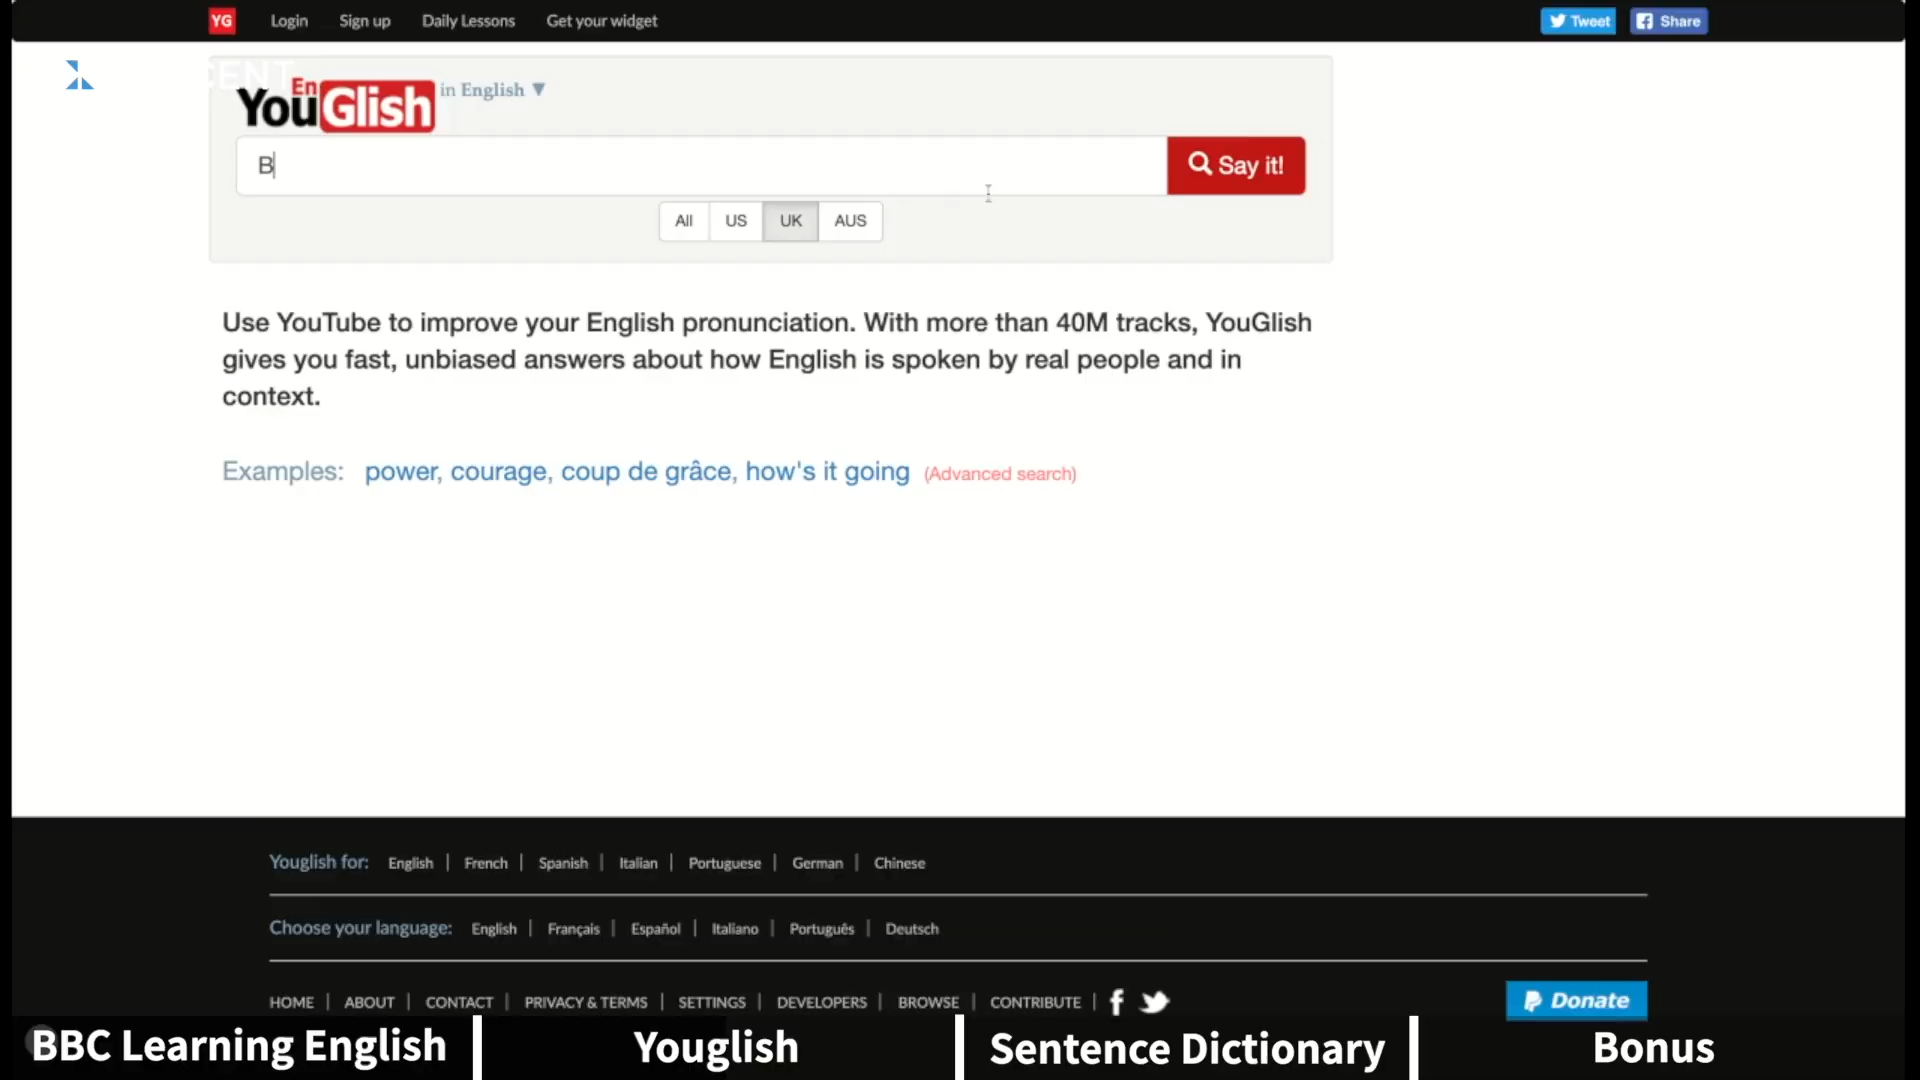 YG Login Sign up Daily Lessons Get your widget Tweet Share
CENT
YouEnGlish in English ▼
B Say it!
All US UK AUS
Use YouTube to improve your English pronunciation. With more than 40M tracks, YouGlish
gives you fast, unbiased answers about how English is spoken by real people and in
context.
Examples: power, courage, coup de grâce, how's it going (Advanced search)
Youglish for: English | French | Spanish | Italian | Portuguese | German | Chinese
Choose your language: English | Français | Español | Italiano | Português | Deutsch
HOME | ABOUT | CONTACT | PRIVACY & TERMS | SETTINGS | DEVELOPERS | BROWSE | CONTRIBUTE | Donate
BBC Learning English Youglish Sentence Dictionary Bonus